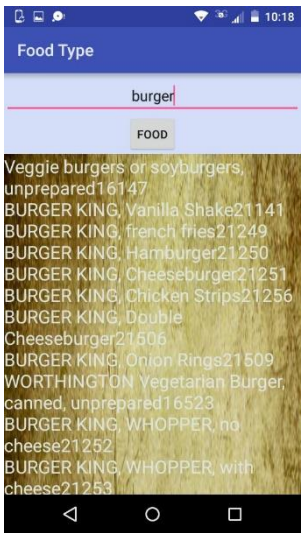 10:18
Food Type
burger
FOOD
Veggie burgers or soyburgers,
unprepared16147
BURGER KING, Vanilla Shake21141
BURGER KING, french fries21249
BURGER KING, Hamburger21250
BURGER KING, Cheeseburger21251
BURGER KING, Chicken Strips21256
BURGER KING, Double
Cheeseburger21506
BURGER KING, Onion Rings21509
WORTHINGTON Vegetarian Burger,
canned, unprepared16523
BURGER KING, WHOPPER, no
cheese21252
BURGER KING, WHOPPER, with
cheese21253